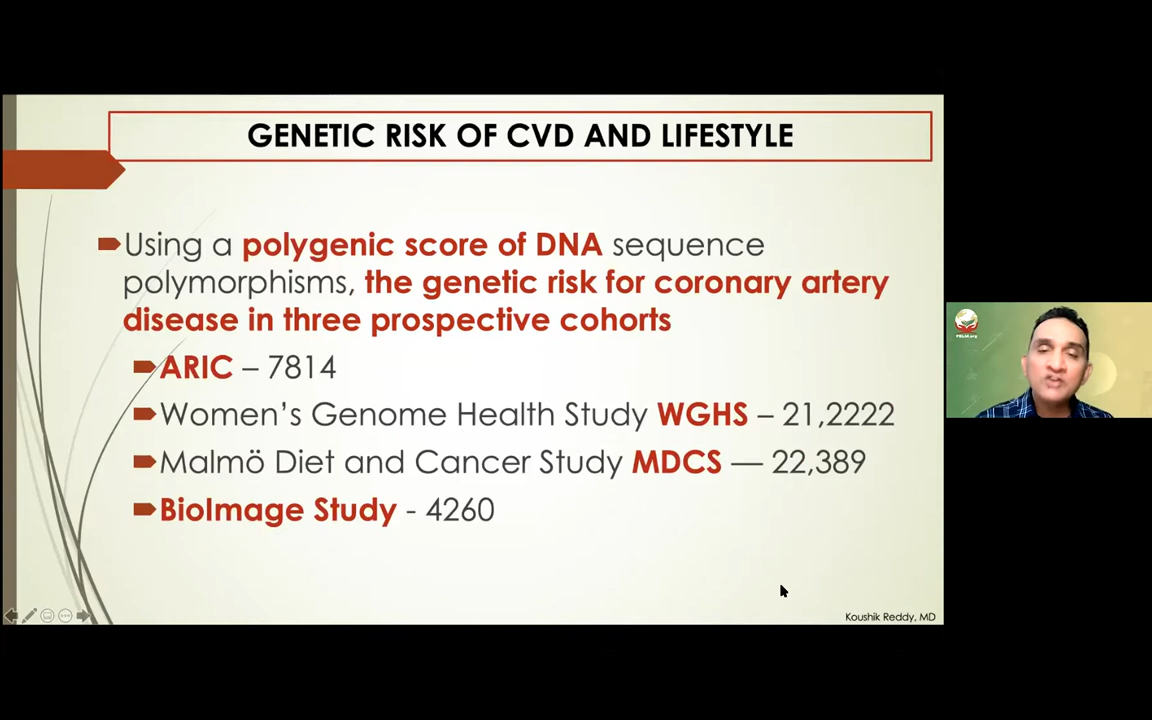 GENETIC RISK OF CVD AND LIFESTYLE
Using a polygenic score of DNA sequence
polymorphisms, the genetic risk for coronary artery
disease in three prospective cohorts
ARIC – 7814
Women's Genome Health Study WGHS – 21,2222
Malmö Diet and Cancer Study MDCS — 22,389
BioImage Study - 4260
Koushik Reddy, MD